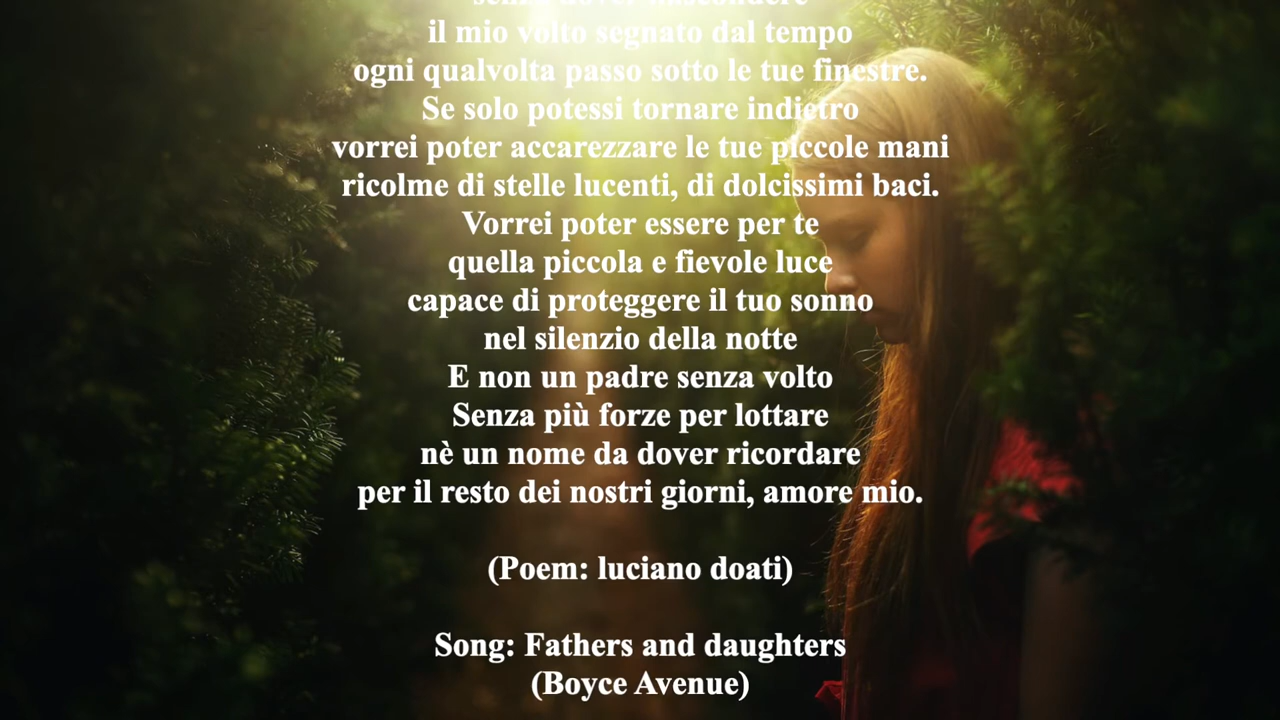 il mio volto segnato dal tempo
ogni qualvolta passo sotto le tue finestre.
Se solo potessi tornare indietro
vorrei poter accarezzare le tue piccole mani
ricolme di stelle lucenti, di dolcissimi baci.
Vorrei poter essere per te
quella piccola e fievole luce
capace di proteggere il tuo sonno
nel silenzio della notte
E non un padre senza volto
Senza più forze per lottare
nè un nome da dover ricordare
per il resto dei nostri giorni, amore mio.
(Poem: luciano doati)
Song: Fathers and daughters
(Boyce Avenue)